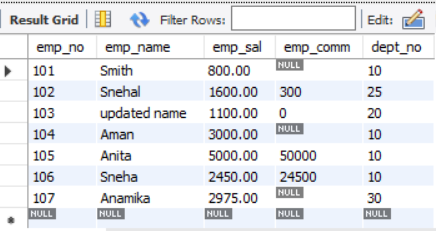 Result Grid Filter Rows: Edit:
emp_no emp_name emp_sal emp_comm dept_no
101 Smith 800.00 NULL 10
102 Snehal 1600.00 300 25
103 updated name 1100.00 0 20
104 Aman 3000.00 NULL 10
105 Anita 5000.00 50000 10
106 Sneha 2450.00 24500 10
107 Anamika 2975.00 NULL 30
NULL NULL NULL NULL NULL